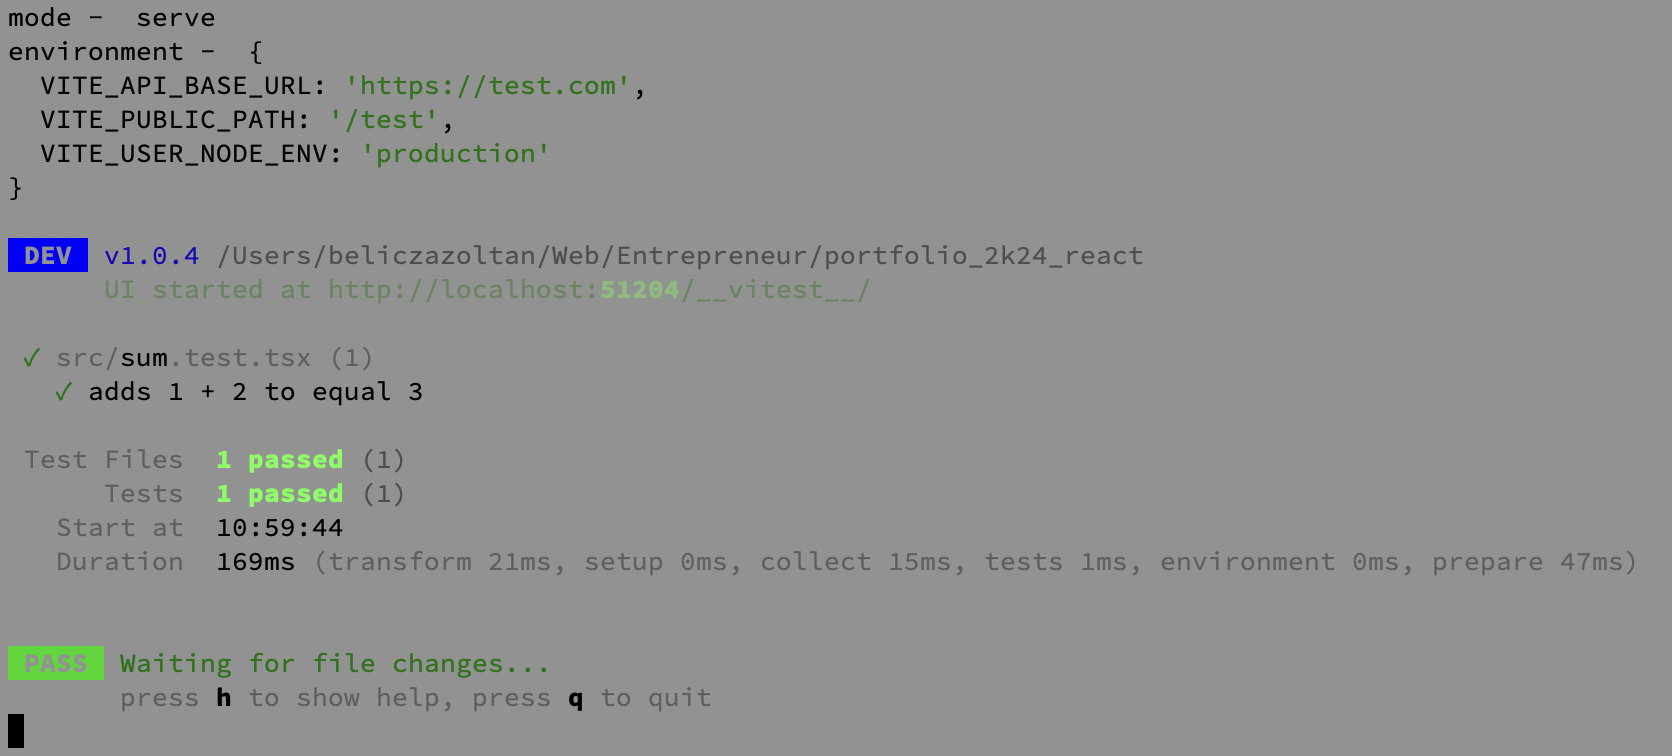 mode -  serve
environment -  {
  VITE_API_BASE_URL: 'https://test.com',
  VITE_PUBLIC_PATH: '/test',
  VITE_USER_NODE_ENV: 'production'
}
DEV v1.0.4 /Users/beliczazoltan/Web/Entrepreneur/portfolio_2k24_react
UI started at http://localhost:51204/__vitest__/
✓ src/sum.test.tsx (1)
✓ adds 1 + 2 to equal 3
Test Files  1 passed (1)
Tests  1 passed (1)
Start at  10:59:44
Duration  169ms (transform 21ms, setup 0ms, collect 15ms, tests 1ms, environment 0ms, prepare 47ms)
PASS Waiting for file changes...
press h to show help, press q to quit